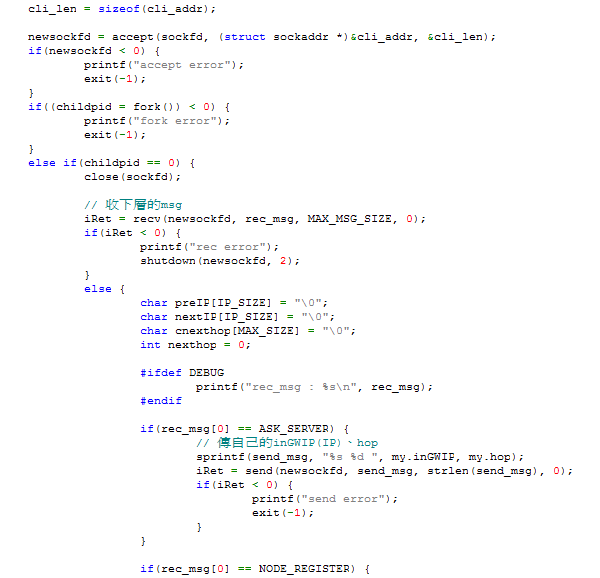 cli_len = sizeof(cli_addr);
newsockfd = accept(sockfd, (struct sockaddr *)&cli_addr, &cli_len);
if(newsockfd < 0) {
printf("accept error");
exit(-1);
}
if((childpid = fork()) < 0) {
printf("fork error");
exit(-1);
}
else if(childpid == 0) {
close(sockfd);
// 收下層的msg
iRet = recv(newsockfd, rec_msg, MAX_MSG_SIZE, 0);
if(iRet < 0) {
printf("rec error");
shutdown(newsockfd, 2);
}
else {
char preIP[IP_SIZE] = "\0";
char nextIP[IP_SIZE] = "\0";
char cnexthop[MAX_SIZE] = "\0";
int nexthop = 0;
#ifdef DEBUG
printf("rec_msg : %s\n", rec_msg);
#endif
if(rec_msg[0] == ASK_SERVER) {
// 傳自己的inGWIP(IP)、hop
sprintf(send_msg, "%s %d ", my.inGWIP, my.hop);
iRet = send(newsockfd, send_msg, strlen(send_msg), 0);
if(iRet < 0) {
printf("send error");
exit(-1);
}
}
if(rec_msg[0] == NODE_REGISTER) {